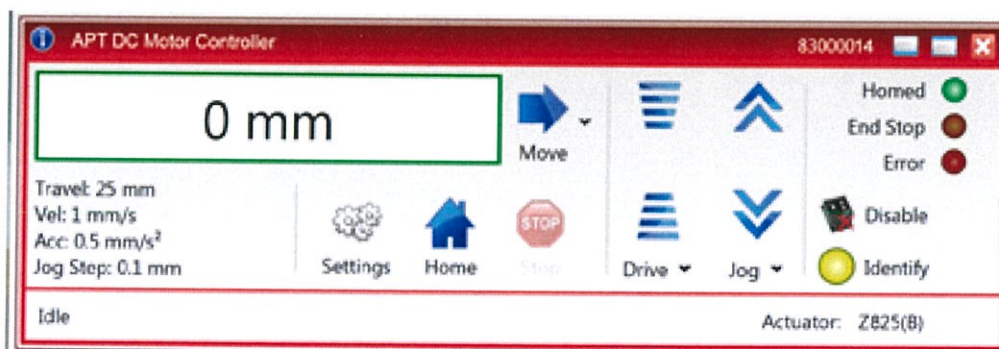 APT DC Motor Controller 83000014
0 mm
Move
Homed
End Stop
Error
Travel: 25 mm
Vel: 1 mm/s
Acc: 0.5 mm/s²
Jog Step: 0.1 mm
Settings
Home
STOP
Stop
Drive
Jog
Disable
Identify
Idle
Actuator: Z825(B)